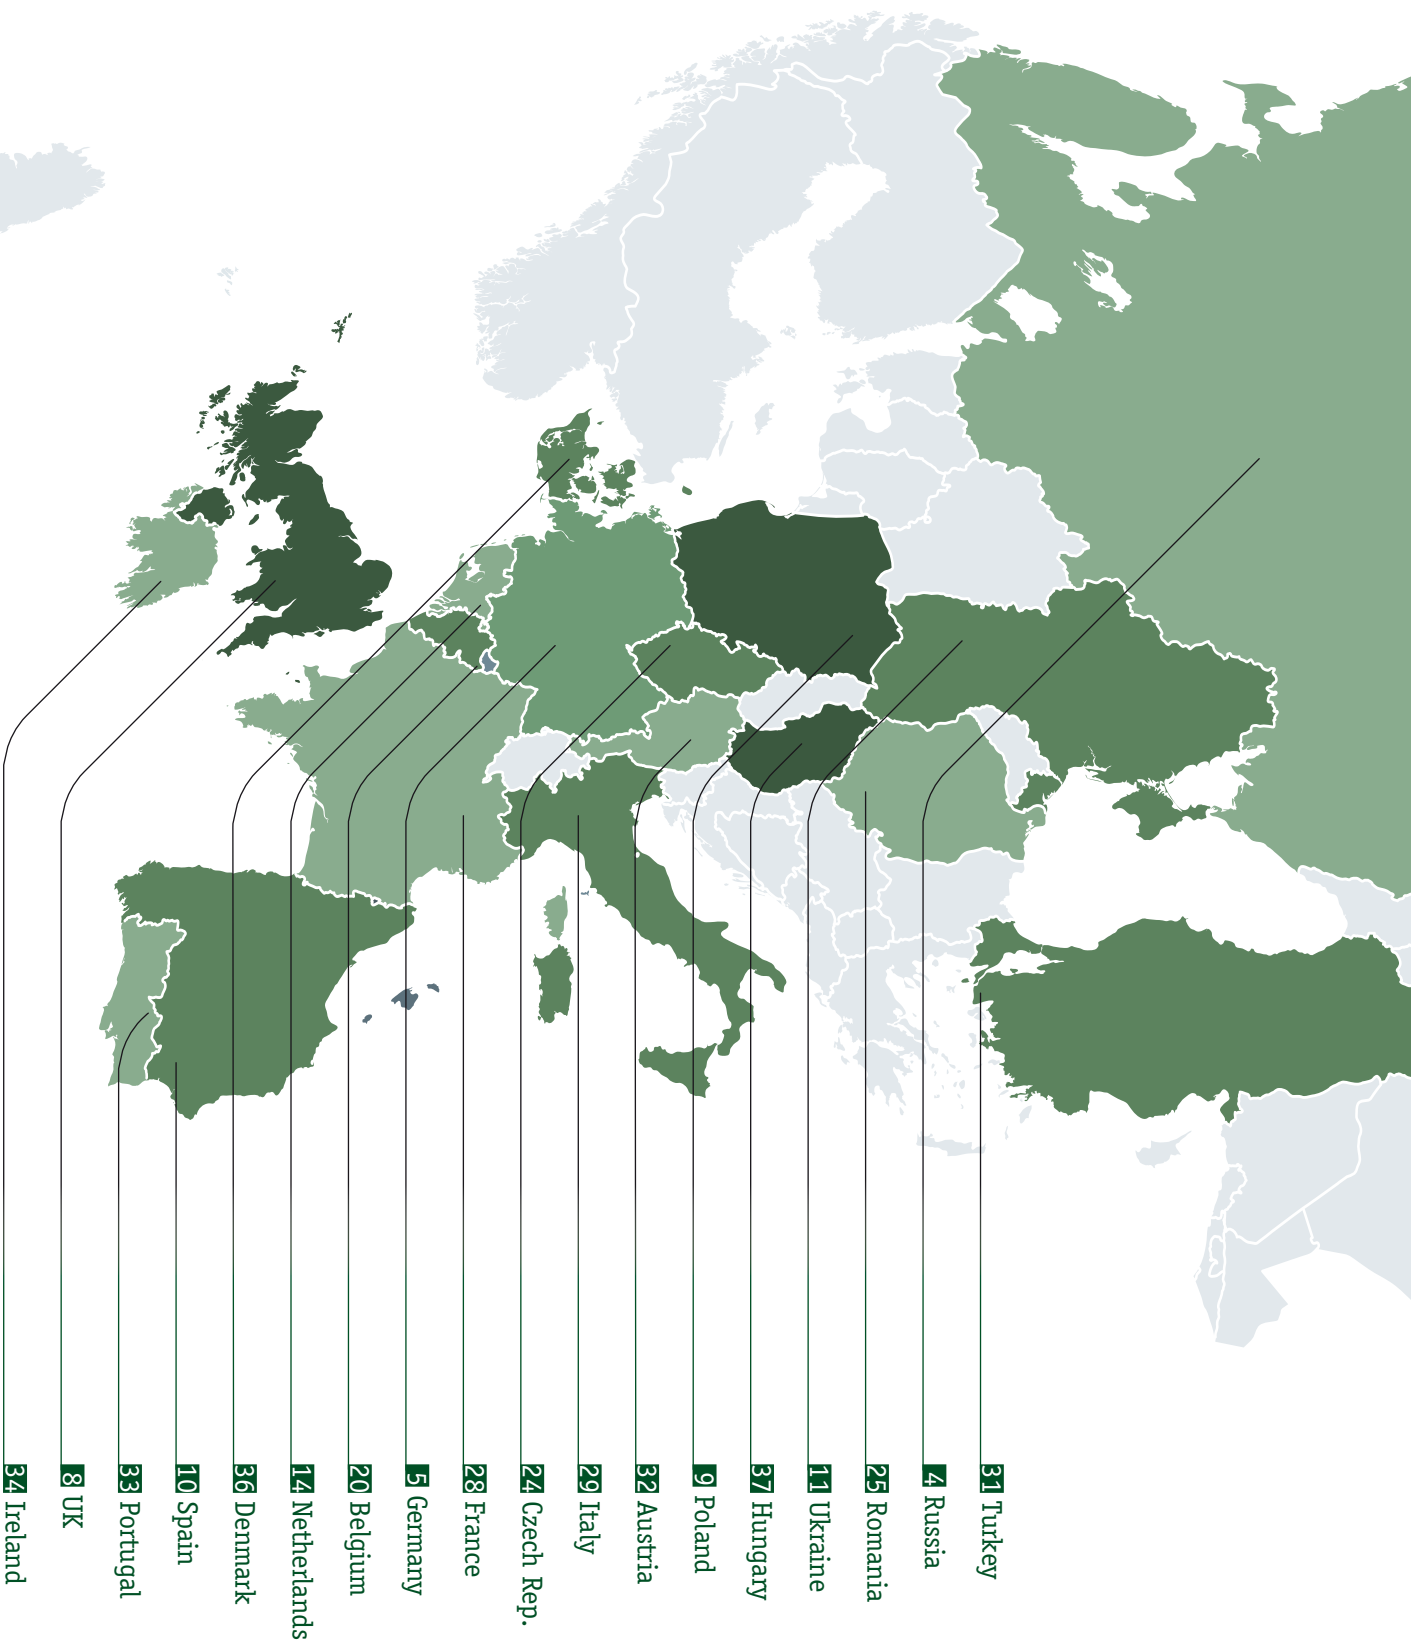 34 Ireland
8 UK
33 Portugal
10 Spain
36 Denmark
14 Netherlands
20 Belgium
5 Germany
28 France
24 Czech Rep.
29 Italy
32 Austria
9 Poland
37 Hungary
11 Ukraine
25 Romania
4 Russia
31 Turkey